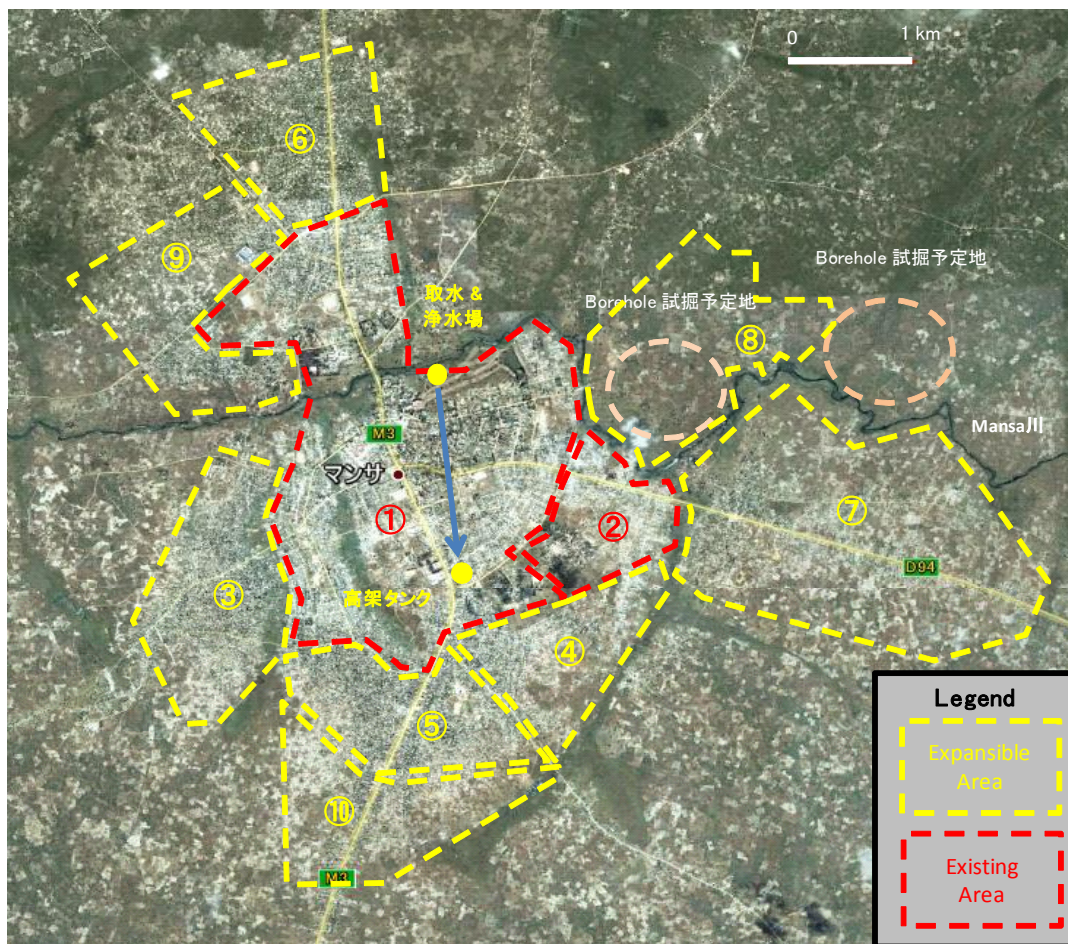 0 1 km
⑥
⑨
Borehole 試掘予定地
取水 &
浄水場
Borehole 試掘予定地
⑧
Mansa川
M3
マンサ
①
②
⑦
D94
③
高架タンク
④
⑤
⑩
M3
Legend
Expansible
Area
Existing
Area